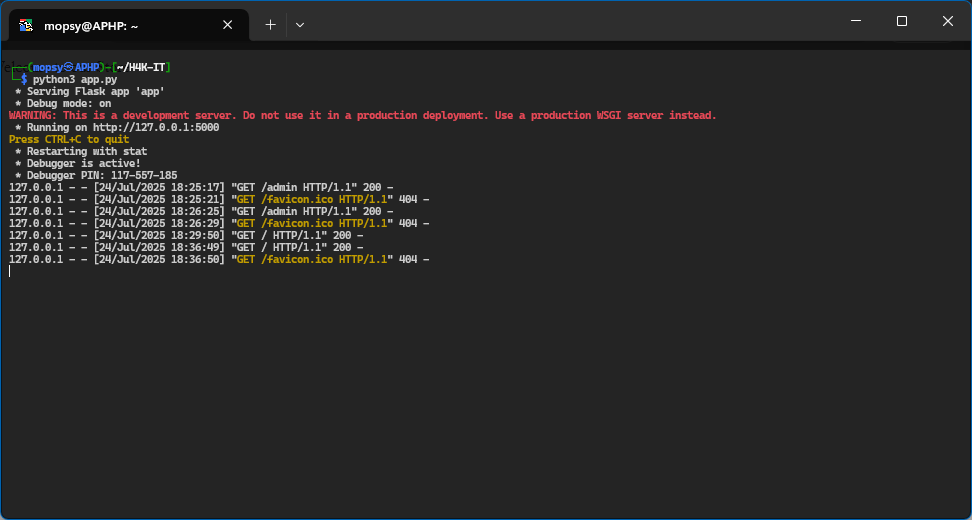 mopsy@APHP: ~
(mopsy㉿APHP)-[~/H4K-IT]
$ python3 app.py
* Serving Flask app 'app'
* Debug mode: on
WARNING: This is a development server. Do not use it in a production deployment. Use a production WSGI server instead.
* Running on http://127.0.0.1:5000
Press CTRL+C to quit
* Restarting with stat
* Debugger is active!
* Debugger PIN: 117-557-185
127.0.0.1 - - [24/Jul/2025 18:25:17] "GET /admin HTTP/1.1" 200 -
127.0.0.1 - - [24/Jul/2025 18:25:21] "GET /favicon.ico HTTP/1.1" 404 -
127.0.0.1 - - [24/Jul/2025 18:26:25] "GET /admin HTTP/1.1" 200 -
127.0.0.1 - - [24/Jul/2025 18:26:29] "GET /favicon.ico HTTP/1.1" 404 -
127.0.0.1 - - [24/Jul/2025 18:29:50] "GET / HTTP/1.1" 200 -
127.0.0.1 - - [24/Jul/2025 18:36:49] "GET / HTTP/1.1" 200 -
127.0.0.1 - - [24/Jul/2025 18:36:50] "GET /favicon.ico HTTP/1.1" 404 -